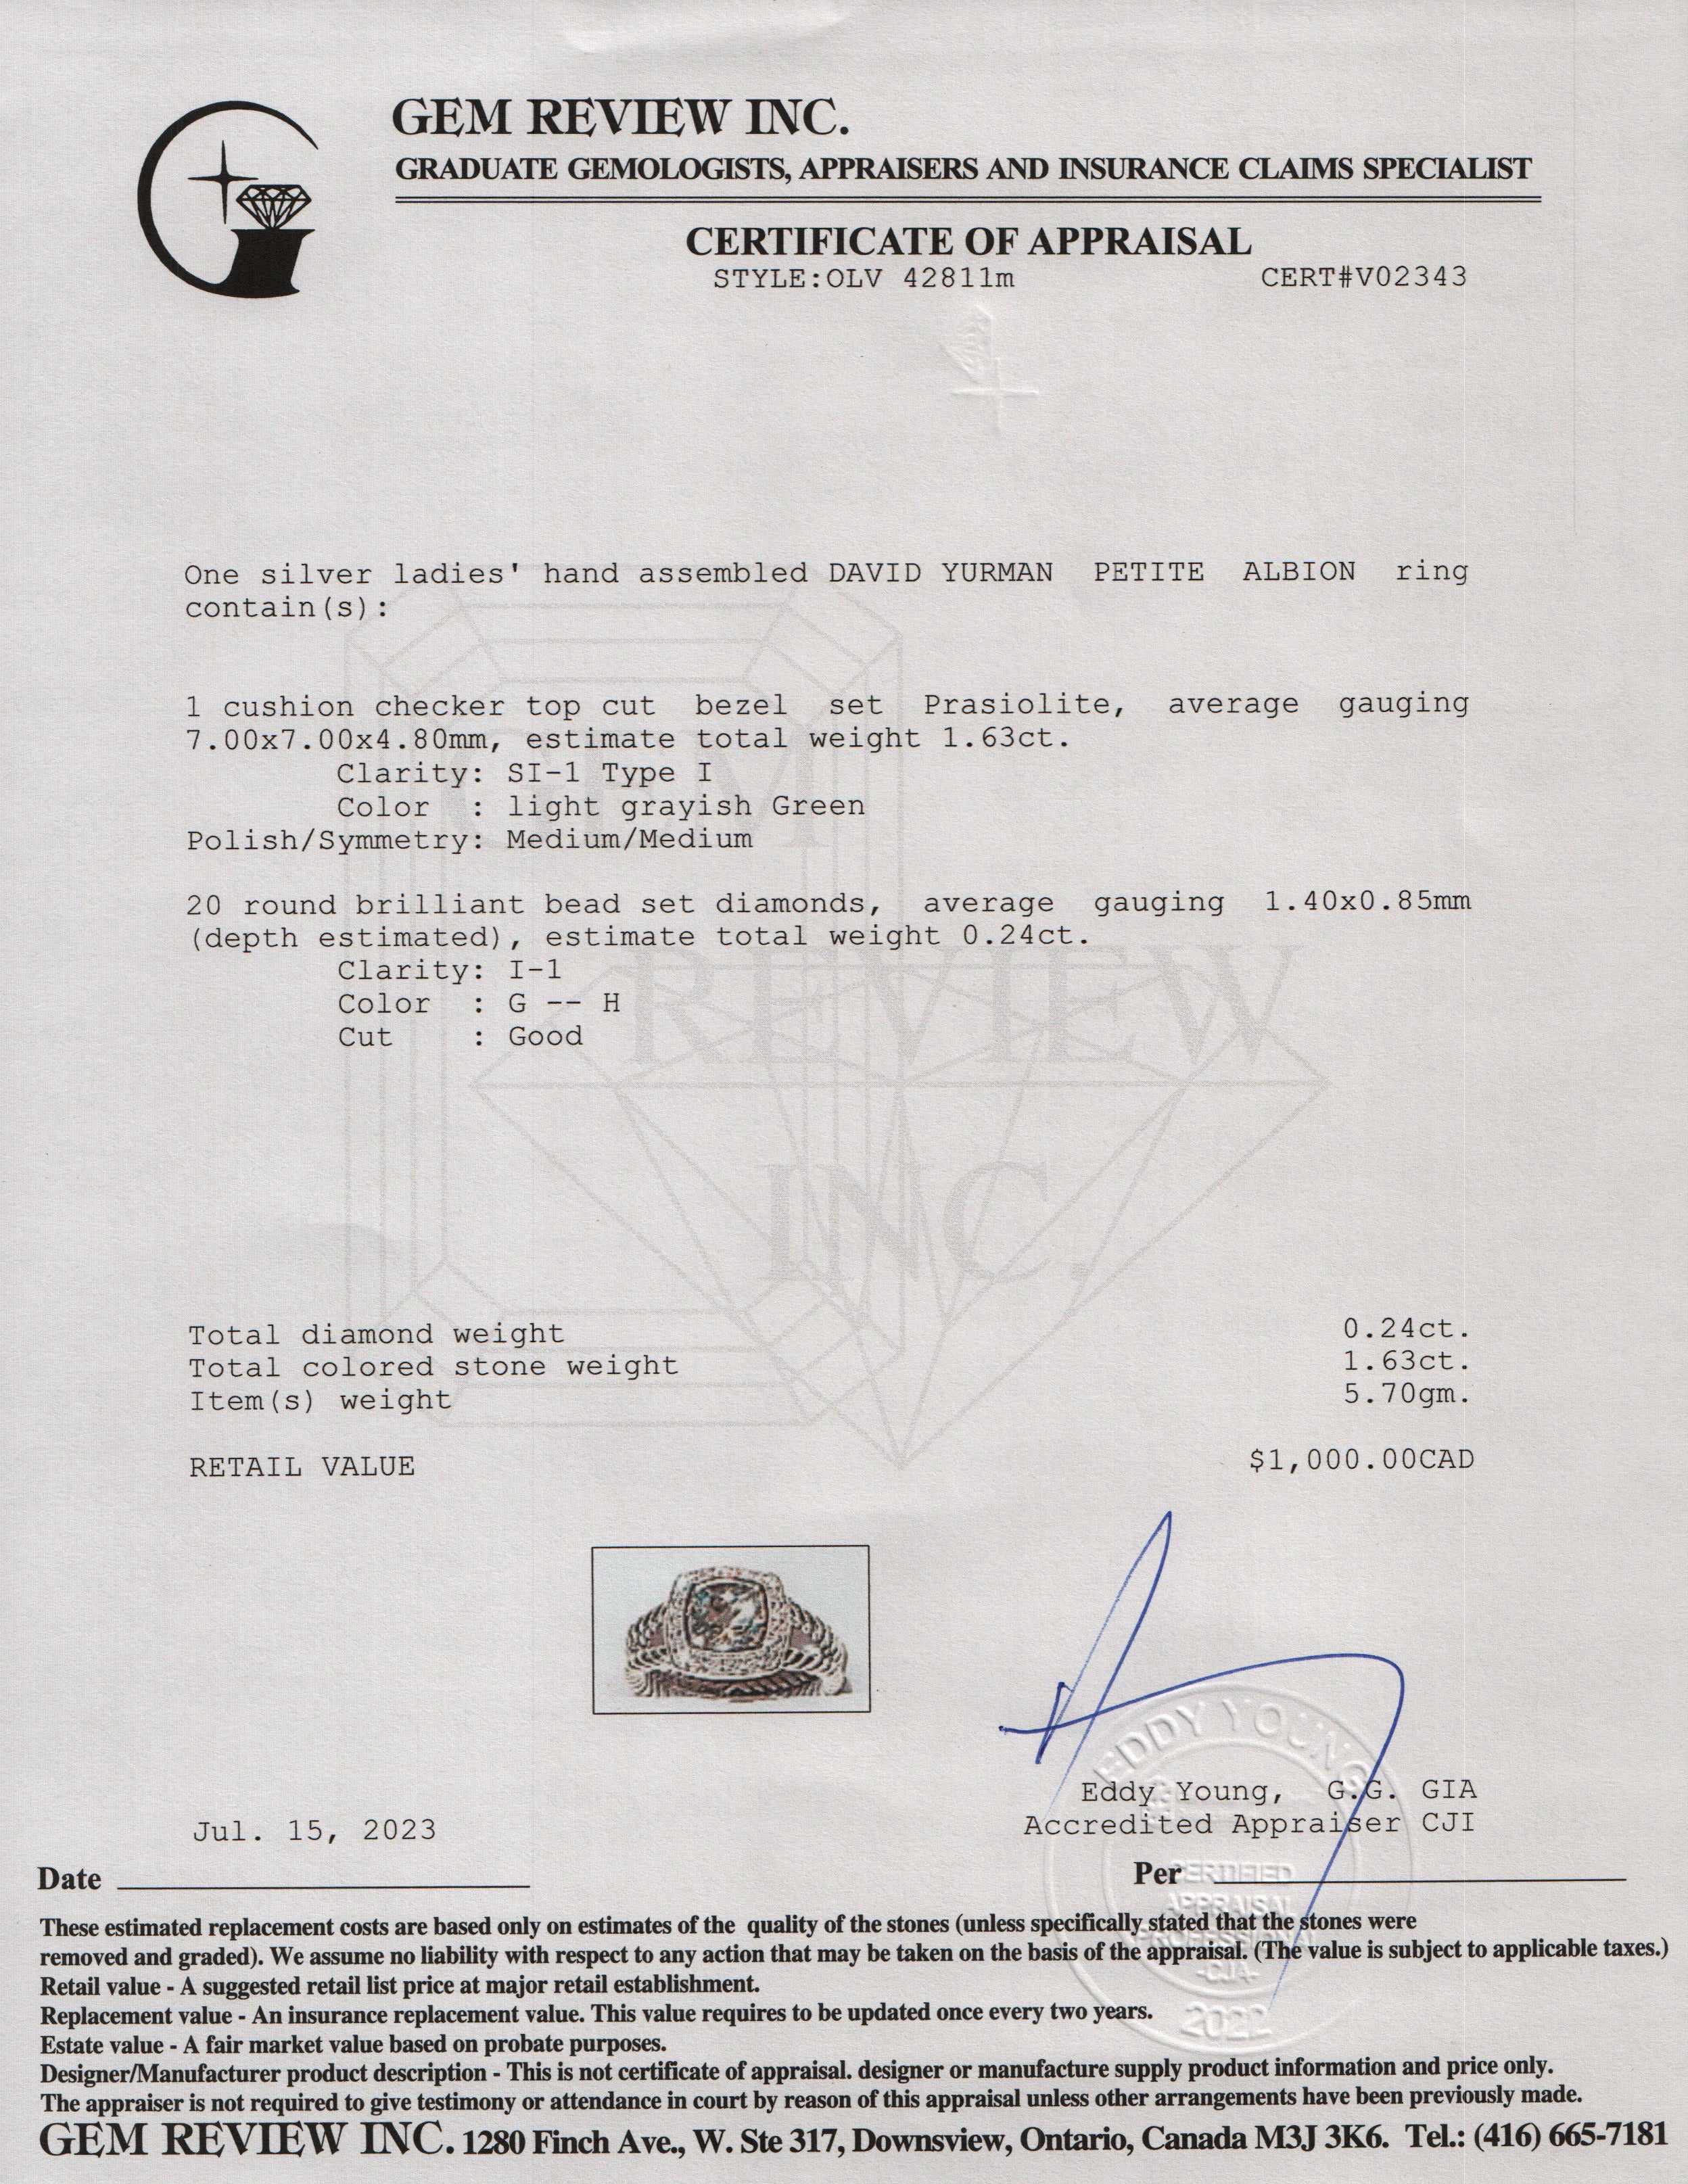 GEM REVIEW INC.
GRADUATE GEMOLOGISTS, APPRAISERS AND INSURANCE CLAIMS SPECIALIST
CERTIFICATE OF APPRAISAL
STYLE:OLV 42811m CERT#V02343
One silver ladies' hand assembled DAVID YURMAN PETITE ALBION ring
contain(s):
1 cushion checker top cut bezel set Prasiolite, average gauging
7.00x7.00x4.80mm, estimate total weight 1.63ct.
Clarity: SI-1 Type I
Color : light grayish Green
Polish/Symmetry: Medium/Medium
20 round brilliant bead set diamonds, average gauging 1.40x0.85mm
(depth estimated), estimate total weight 0.24ct.
Clarity: I-1
Color : G -- H
Cut : Good
GEM
REVIEW
INC.
Total diamond weight 0.24ct.
Total colored stone weight 1.63ct.
Item(s) weight 5.70gm.
RETAIL VALUE $1,000.00CAD
EDDY YOUNG
Eddy Young, G.G. GIA
Jul. 15, 2023 Accredited Appraiser CJI
Date Per
CERTIFIED
APPRAISAL
PROFESSIONAL
-CJA-
2022
These estimated replacement costs are based only on estimates of the quality of the stones (unless specifically stated that the stones were
removed and graded). We assume no liability with respect to any action that may be taken on the basis of the appraisal. (The value is subject to applicable taxes.)
Retail value - A suggested retail list price at major retail establishment.
Replacement value - An insurance replacement value. This value requires to be updated once every two years.
Estate value - A fair market value based on probate purposes.
Designer/Manufacturer product description - This is not certificate of appraisal. designer or manufacture supply product information and price only.
The appraiser is not required to give testimony or attendance in court by reason of this appraisal unless other arrangements have been previously made.
GEM REVIEW INC. 1280 Finch Ave., W. Ste 317, Downsview, Ontario, Canada M3J 3K6. Tel.: (416) 665-7181